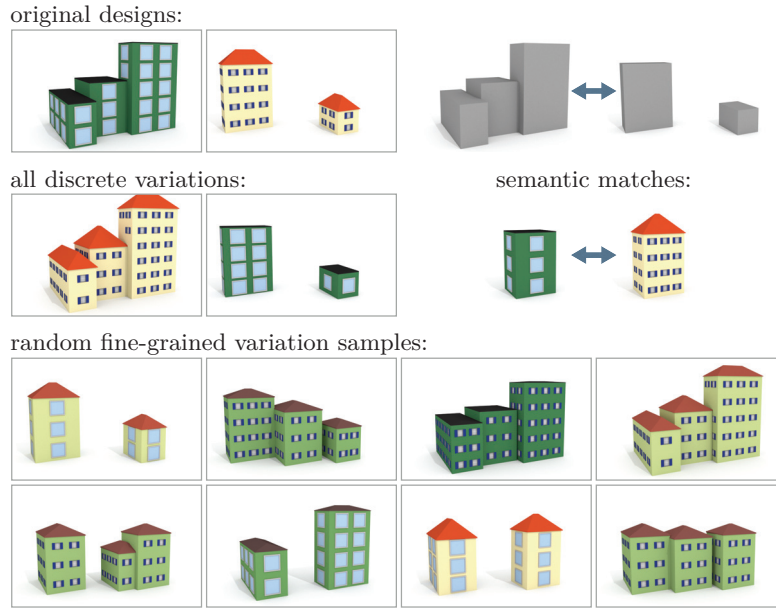 original designs:
all discrete variations:
semantic matches:
random fine-grained variation samples: